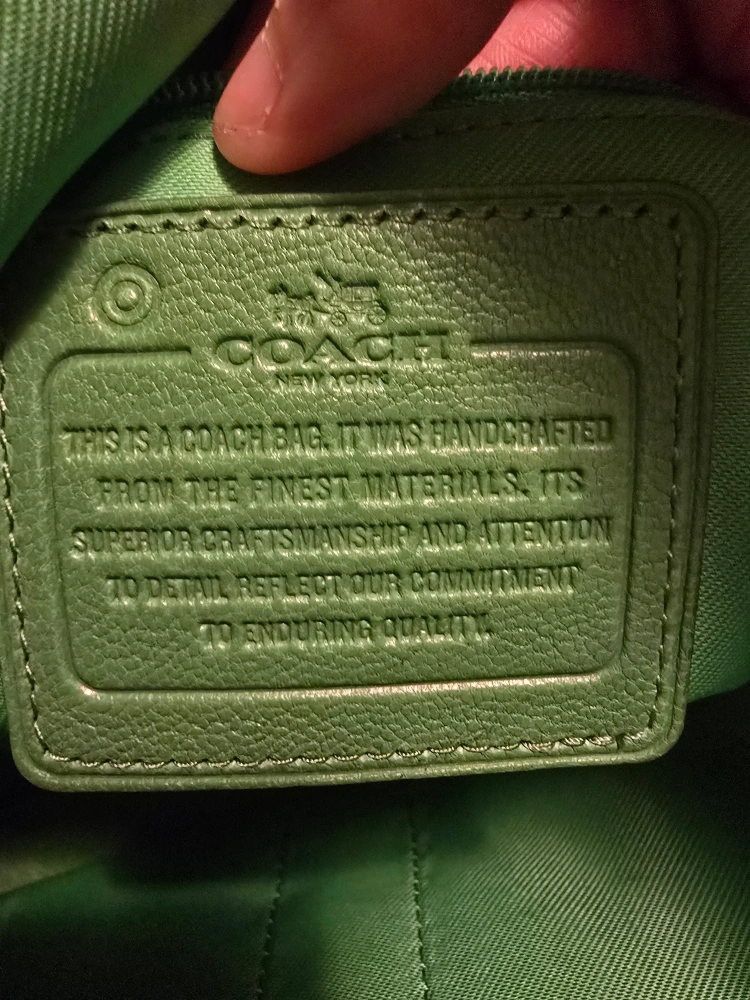 COACH
NEW YORK
THIS IS A COACH BAG. IT WAS HANDCRAFTED
FROM THE FINEST MATERIALS. ITS
SUPERIOR CRAFTSMANSHIP AND ATTENTION
TO DETAIL REFLECT OUR COMMITMENT
TO ENDURING QUALITY.